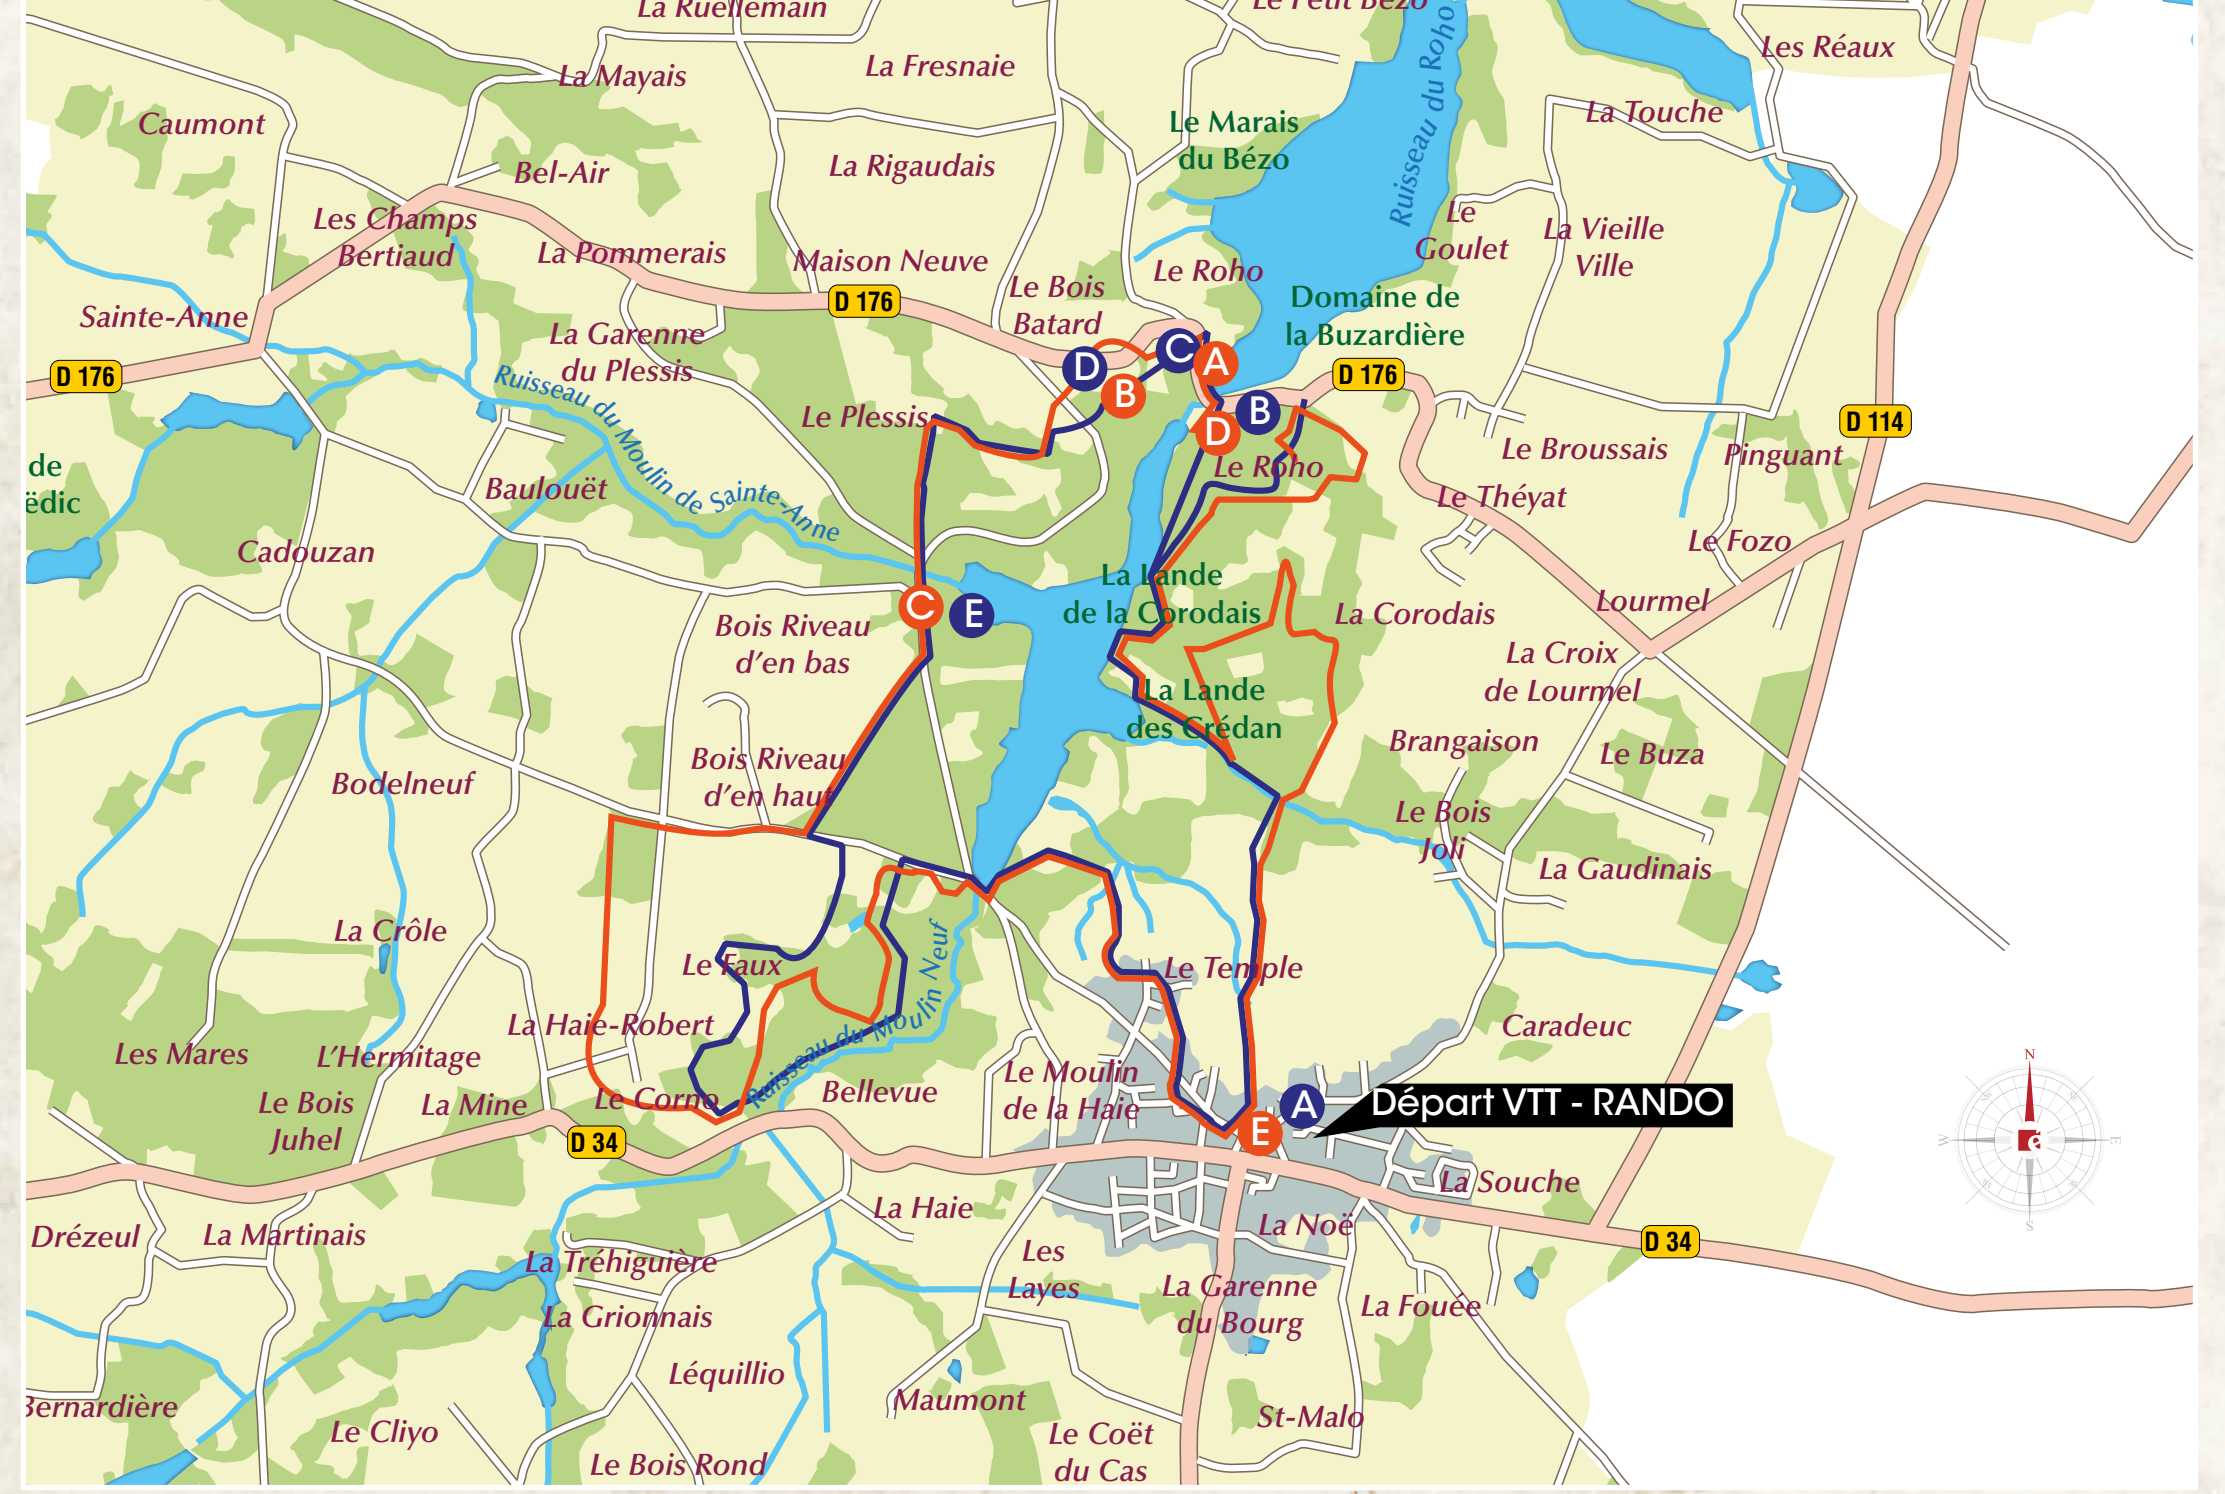 La Ruellemain
Le Petit Bézo
Les Réaux
La Fresnaie
La Mayais
Caumont
Le Marais
du Bézo
Ruisseau du Roho
La Touche
Bel-Air
La Rigaudais
Les Champs
Bertiaud
La Pommerais
Maison Neuve
Le Roho
Le
Goulet
La Vieille
Ville
Le Bois
Batard
D 176
Domaine de
la Buzardière
Sainte-Anne
La Garenne
du Plessis
D 176
D
C
A
D 176
Ruisseau du Moulin de Sainte-Anne
B
B
D
D 114
Le Plessis
de
ëdic
Baulouët
Le Roho
Le Broussais
Pinguant
Le Théyat
Cadouzan
Le Fozo
La Lande
de la Corodais
C
E
Bois Riveau
d'en bas
La Corodais
Lourmel
La Croix
de Lourmel
La Lande
des Crédan
Brangaison
Le Buza
Bodelneuf
Bois Riveau
d'en haut
Le Bois
Joli
La Gaudinais
La Crôle
Le Faux
Ruisseau du Moulin Neuf
Le Temple
La Haie-Robert
Caradeuc
Les Mares
L'Hermitage
Le Bois
Juhel
La Mine
Le Corno
Bellevue
Le Moulin
de la Haie
A
Départ VTT - RANDO
E
D 34
N
W
E
S
La Souche
Drézeul
La Martinais
La Haie
La Noë
D 34
La Tréhiguière
Les
Layes
La Garenne
du Bourg
La Fouée
La Grionnais
Léquillio
Maumont
Bernardière
Le Cliyo
St-Malo
Le Bois Rond
Le Coët
du Cas